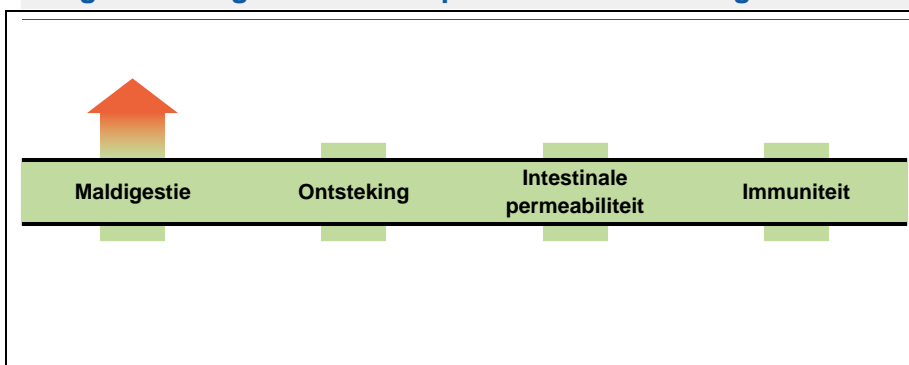 Maldigestie
Ontsteking
Intestinale
permeabiliteit
Immuniteit